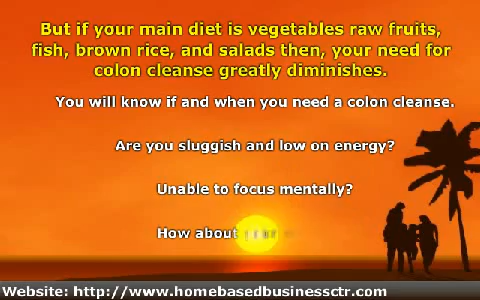 But if your main diet is vegetables raw fruits,
fish, brown rice, and salads then, your need for
colon cleanse greatly diminishes.
You will know if and when you need a colon cleanse.
Are you sluggish and low on energy?
Unable to focus mentally?
How about
Website: http://www.homebasedbusinessctr.com